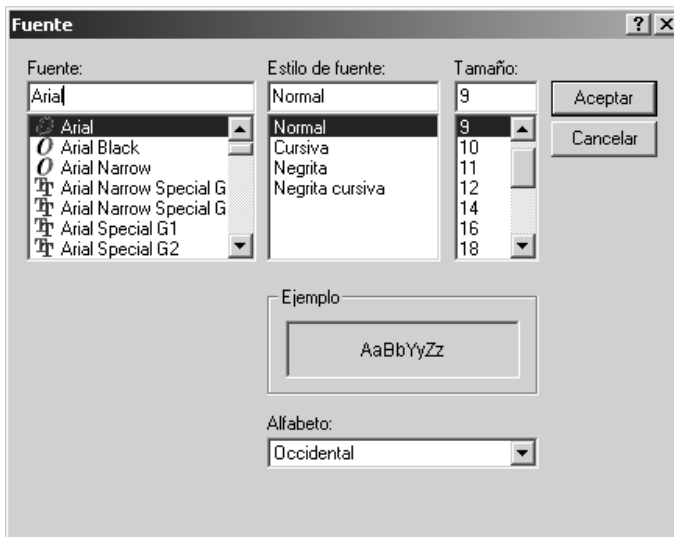 Fuente
Fuente:
Arial
Arial
Arial Black
Arial Narrow
Arial Narrow Special G
Arial Narrow Special G
Arial Special G1
Arial Special G2
Estilo de fuente:
Normal
Normal
Cursiva
Negrita
Negrita cursiva
Tamaño:
9
9
10
11
12
14
16
18
Aceptar
Cancelar
Ejemplo
AaBbYyZz
Alfabeto:
Occidental